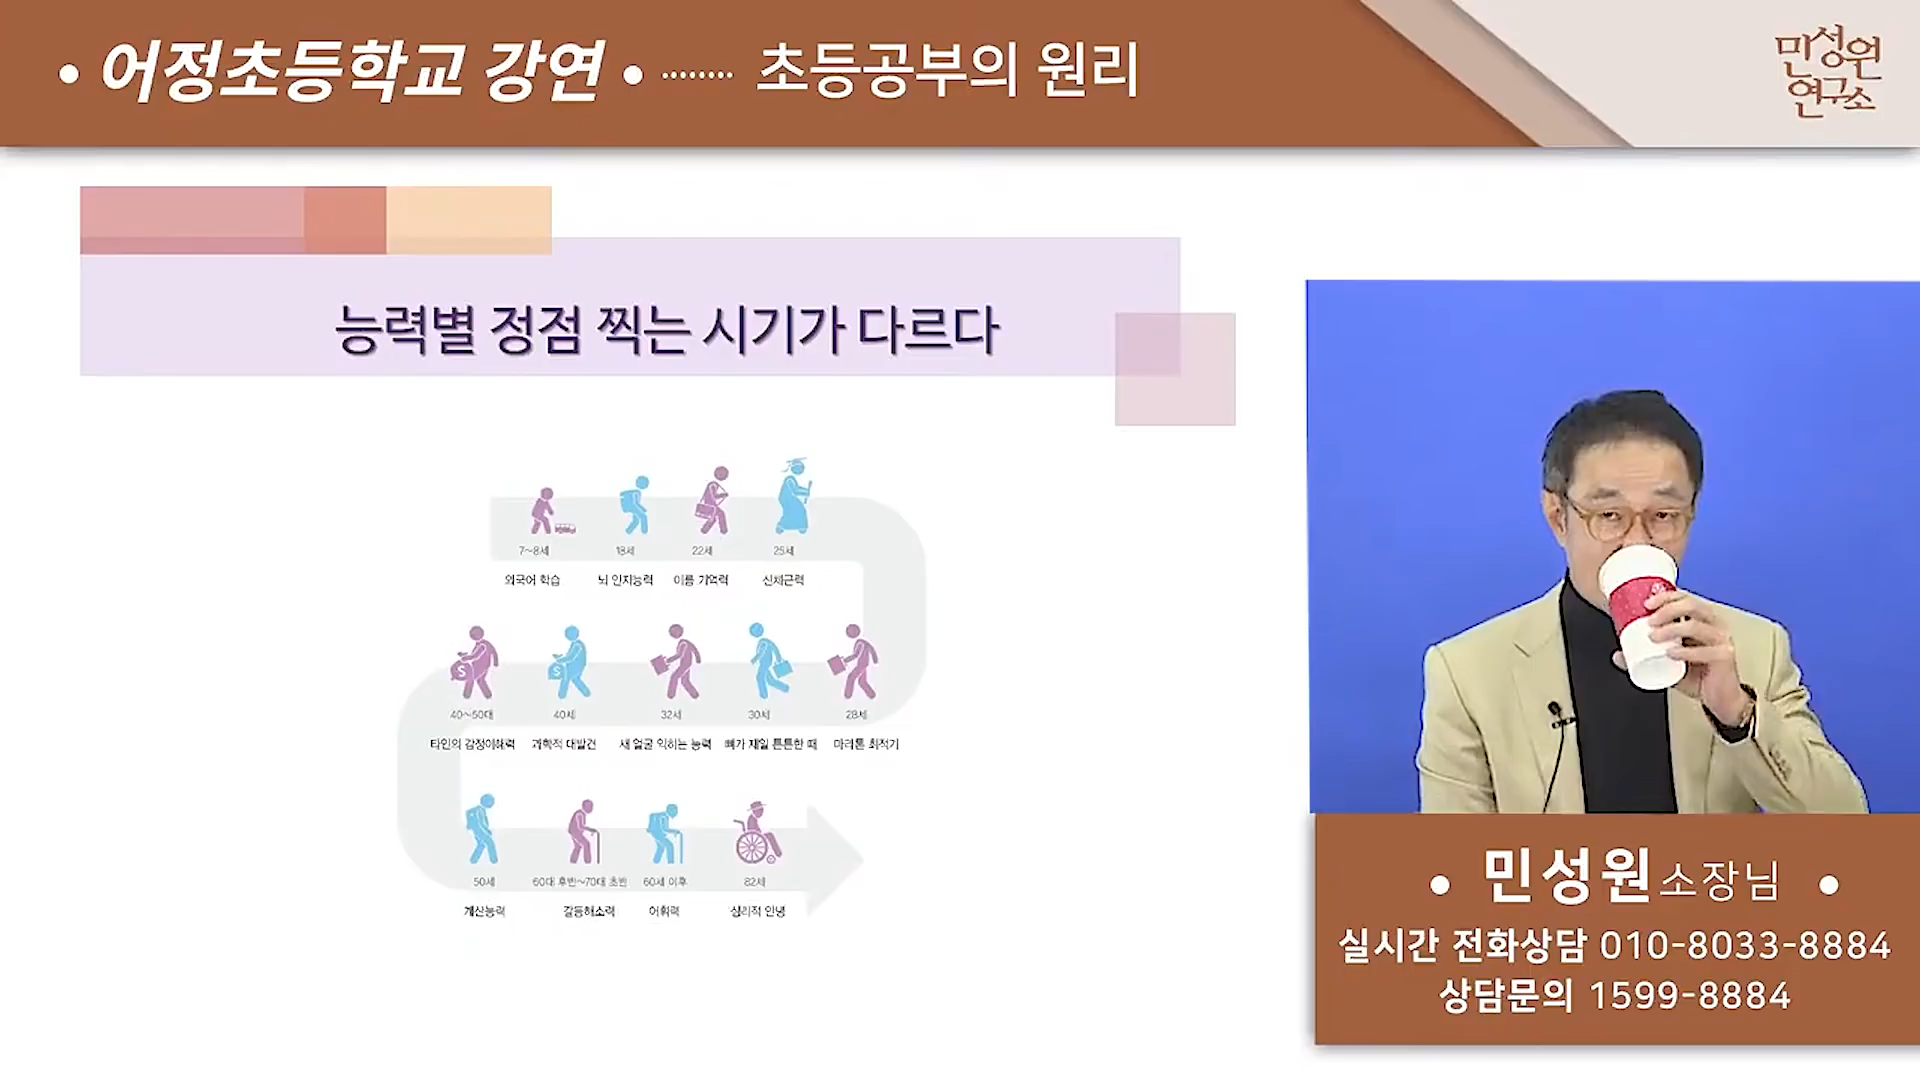 어정초등학교 강연
초등공부의 원리
민성원
연구소
능력별 정점 찍는 시기가 다르다
7~8세 18세 22세 25세
외국어 학습 뇌 인지능력 이름 기억력 신체근력
40~50대 40세 32세 30세 28세
타인의 감정이해력 과학적 대발견 새 얼굴 익히는 능력 뼈가 제일 튼튼한 때 마라톤 최적기
50세 60대 후반~70대 초반 60세 이후 82세
계산능력 갈등해소력 어휘력 심리적 안녕
민성원 소장님
실시간 전화상담 010-8033-8884
상담문의 1599-8884